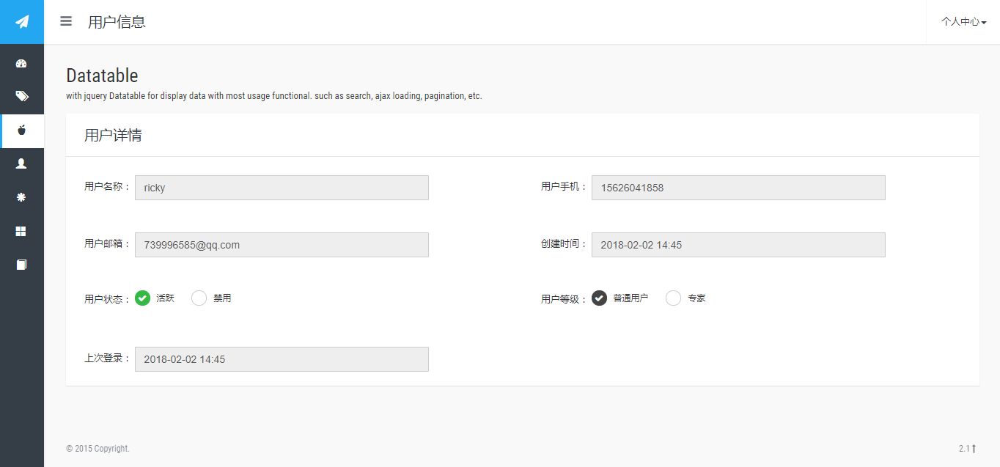 用户信息
个人中心
Datatable
with jquery Datatable for display data with most usage functional. such as search, ajax loading, pagination, etc.
用户详情
用户名称： ricky
用户手机： 15626041858
用户邮箱： 739996585@qq.com
创建时间： 2018-02-02 14:45
用户状态： 活跃 禁用
用户等级： 普通用户 专家
上次登录： 2018-02-02 14:45
© 2015 Copyright.
2.1